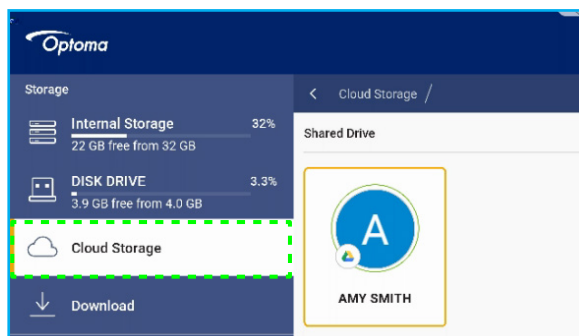 Optoma
Storage
Internal Storage 32%
22 GB free from 32 GB
DISK DRIVE 3.3%
3.9 GB free from 4.0 GB
Cloud Storage
Download
< Cloud Storage /
Shared Drive
A
AMY SMITH